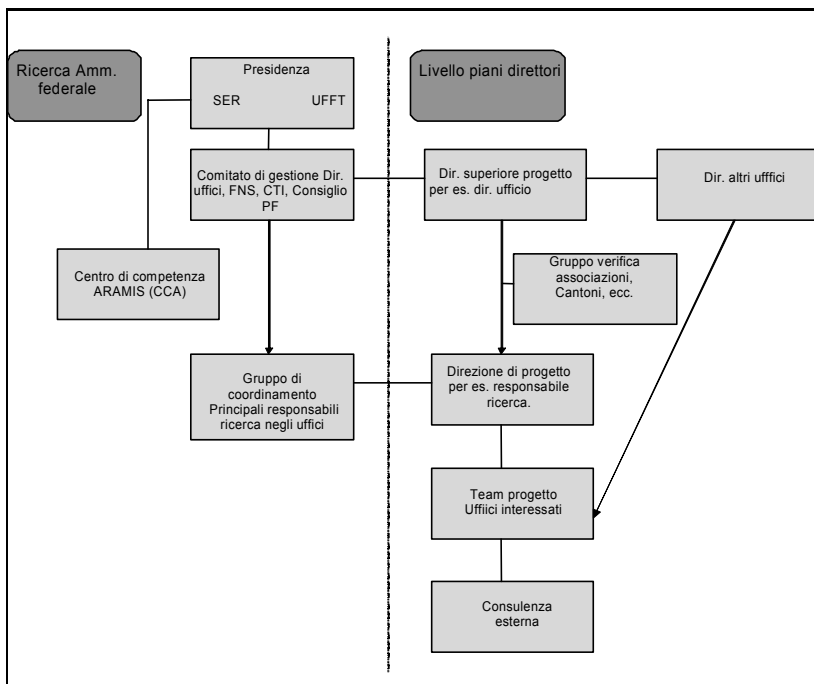 Ricerca Amm.
federale
Presidenza
SER UFFT
Livello piani direttori
Comitato di gestione Dir.
uffici, FNS, CTI, Consiglio
PF
Dir. superiore progetto
per es. dir. ufficio
Dir. altri ufffici
Centro di competenza
ARAMIS (CCA)
Gruppo verifica
associazioni,
Cantoni, ecc.
Gruppo di
coordinamento
Principali responsabili
ricerca negli uffici
Direzione di progetto
per es. responsabile
ricerca.
Team progetto
Uffiici interessati
Consulenza
esterna